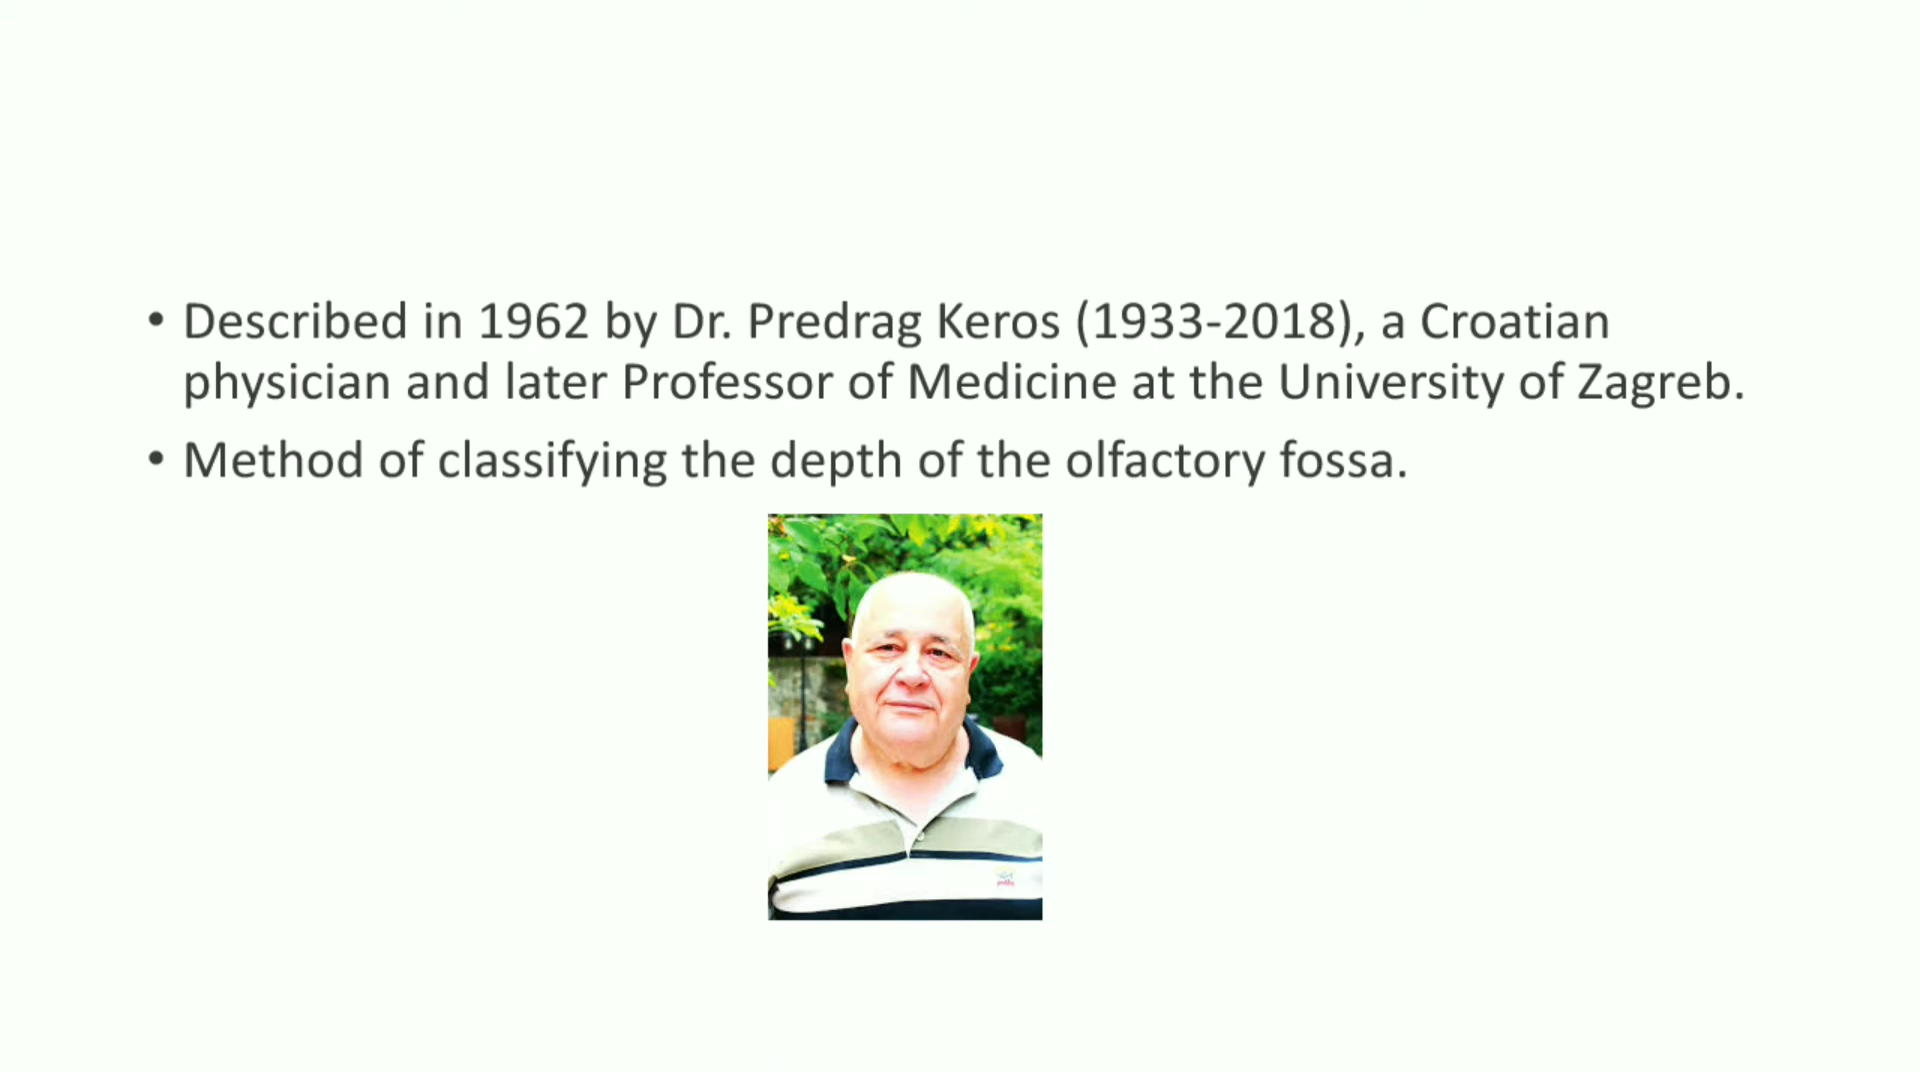 • Described in 1962 by Dr. Predrag Keros (1933-2018), a Croatian
physician and later Professor of Medicine at the University of Zagreb.
• Method of classifying the depth of the olfactory fossa.